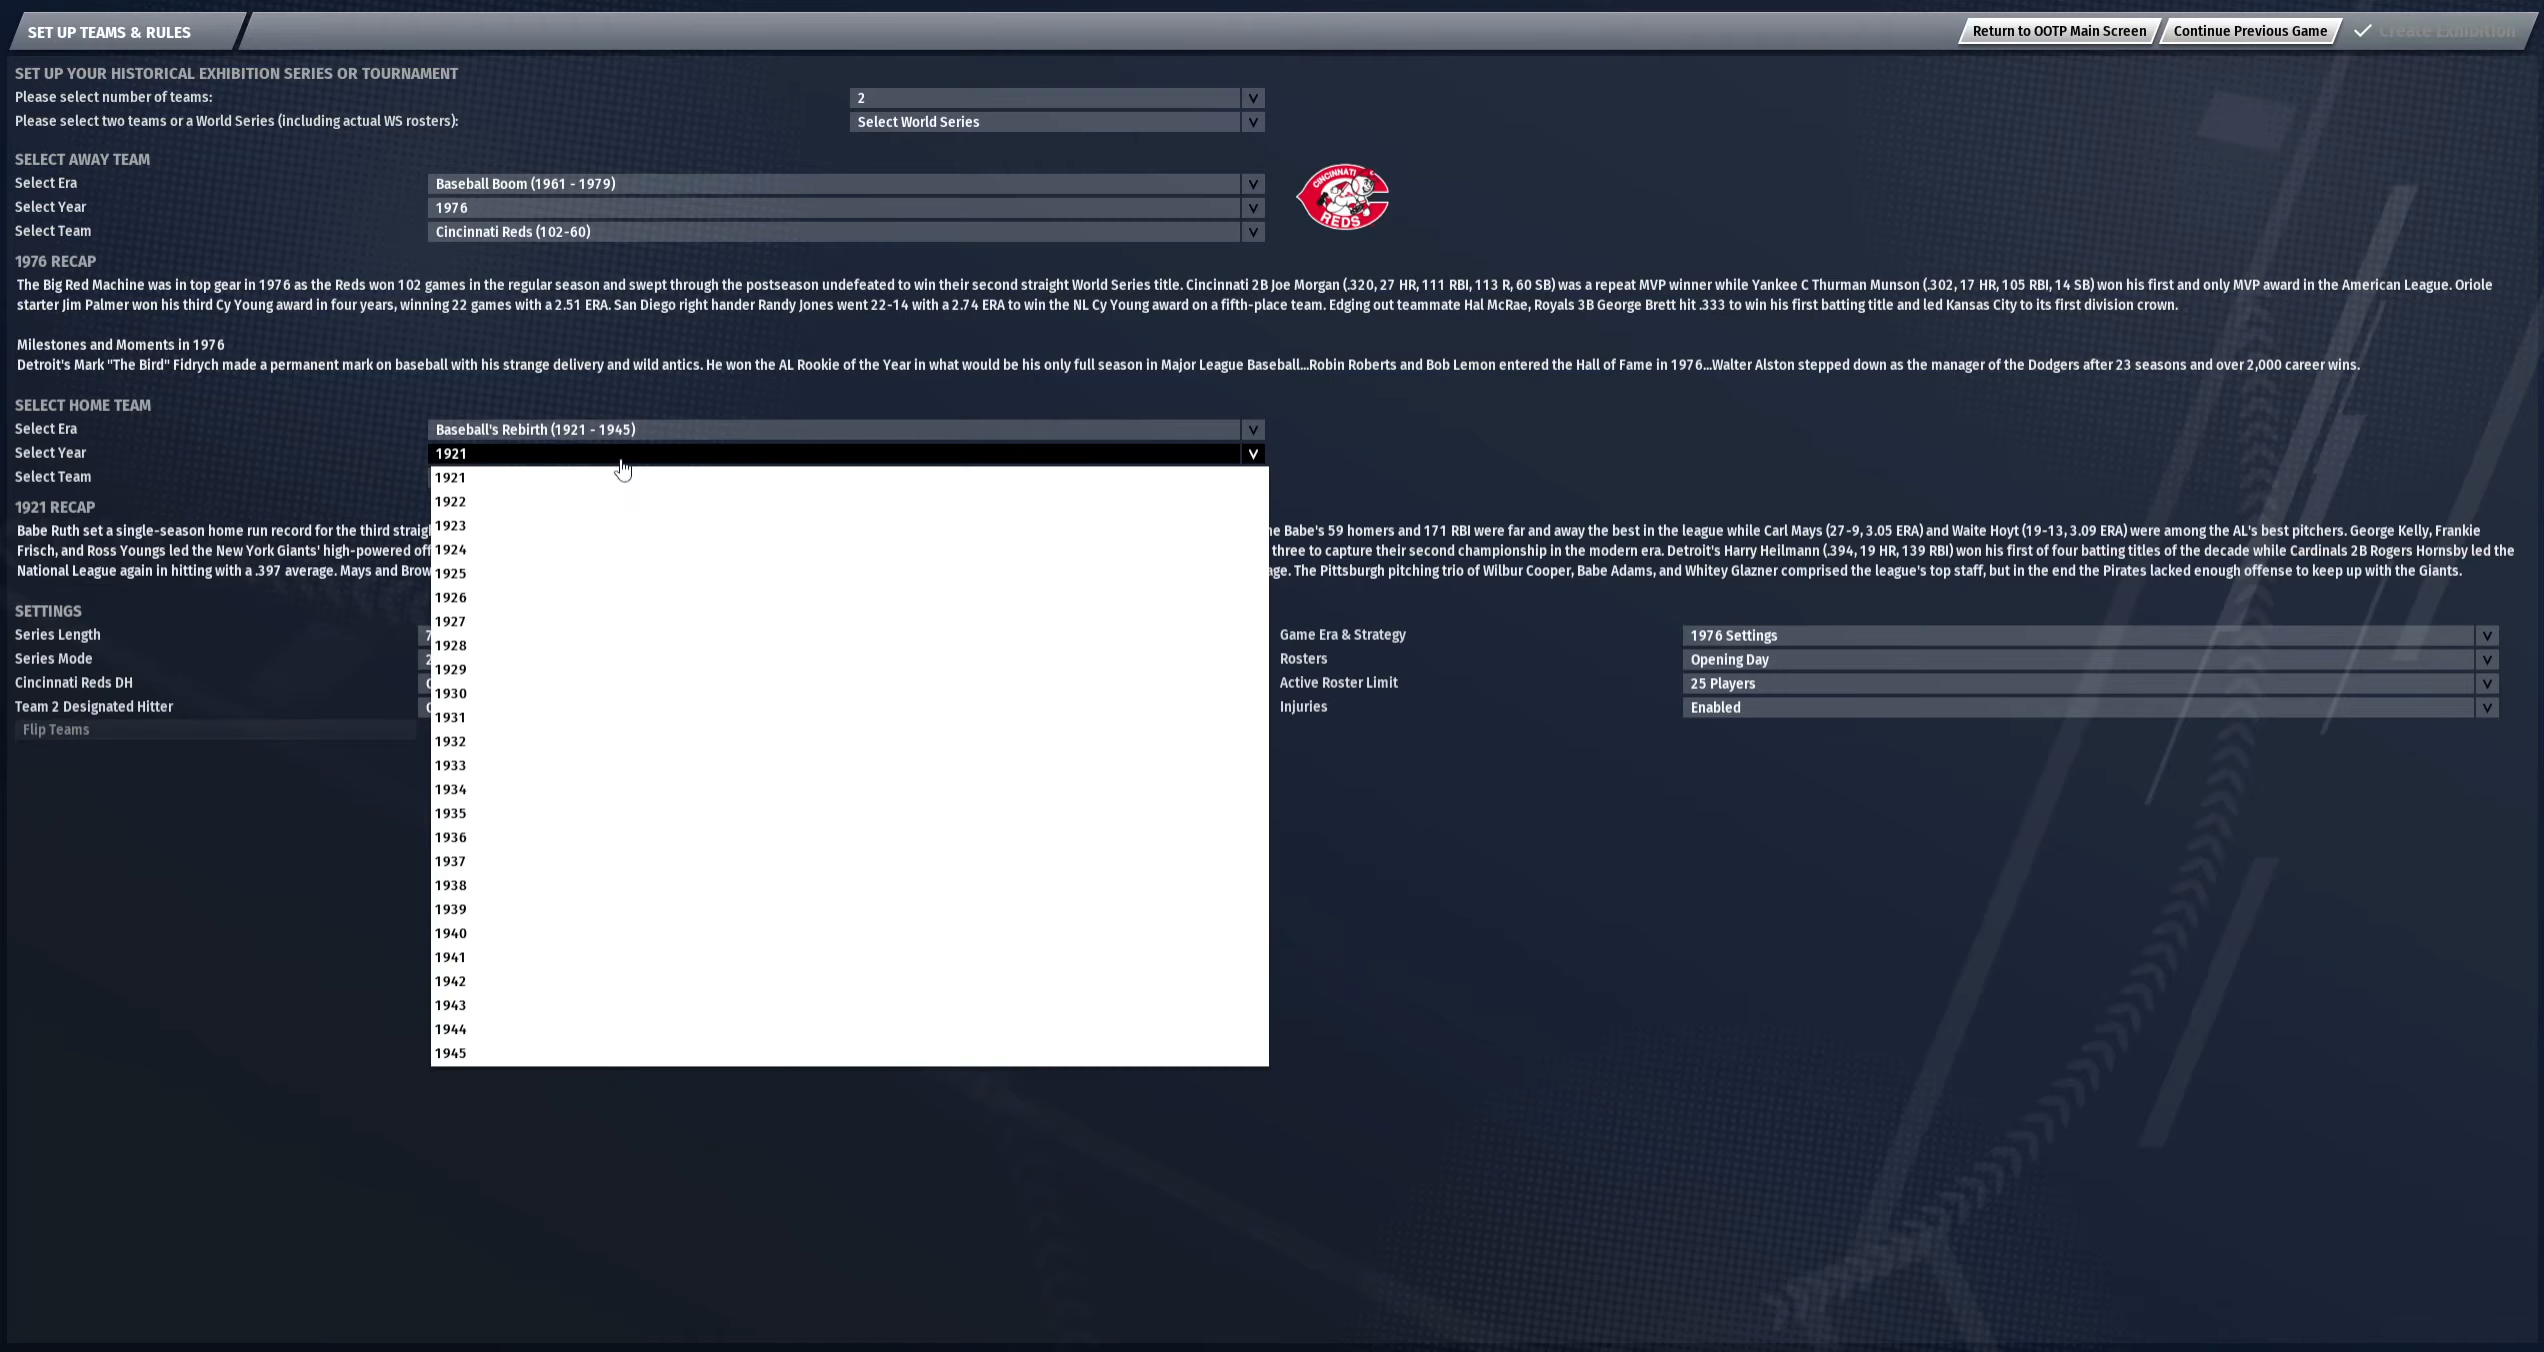 SET UP TEAMS & RULES
Return to OOTP Main Screen
Continue Previous Game
Create Exhibition
SET UP YOUR HISTORICAL EXHIBITION SERIES OR TOURNAMENT
Please select number of teams:
2
Please select two teams or a World Series (including actual WS rosters):
Select World Series
SELECT AWAY TEAM
Select Era
Baseball Boom (1961 - 1979)
Select Year
1976
Select Team
Cincinnati Reds (102-60)
CINCINNATI
REDS
1976 RECAP
The Big Red Machine was in top gear in 1976 as the Reds won 102 games in the regular season and swept through the postseason undefeated to win their second straight World Series title. Cincinnati 2B Joe Morgan (.320, 27 HR, 111 RBI, 113 R, 60 SB) was a repeat MVP winner while Yankee C Thurman Munson (.302, 17 HR, 105 RBI, 14 SB) won his first and only MVP award in the American League. Oriole
starter Jim Palmer won his third Cy Young award in four years, winning 22 games with a 2.51 ERA. San Diego right hander Randy Jones went 22-14 with a 2.74 ERA to win the NL Cy Young award on a fifth-place team. Edging out teammate Hal McRae, Royals 3B George Brett hit .333 to win his first batting title and led Kansas City to its first division crown.
Milestones and Moments in 1976
Detroit's Mark "The Bird" Fidrych made a permanent mark on baseball with his strange delivery and wild antics. He won the AL Rookie of the Year in what would be his only full season in Major League Baseball...Robin Roberts and Bob Lemon entered the Hall of Fame in 1976...Walter Alston stepped down as the manager of the Dodgers after 23 seasons and over 2,000 career wins.
SELECT HOME TEAM
Select Era
Baseball's Rebirth (1921 - 1945)
Select Year
1921
Select Team
1921
1922
1923
1924
1925
1926
1927
1928
1929
1930
1931
1932
1933
1934
1935
1936
1937
1938
1939
1940
1941
1942
1943
1944
1945
1921 RECAP
Babe Ruth set a single-season home run record for the third
Babe's 59 homers and 171 RBI were far and away the best in the league while Carl Mays (27-9, 3.05 ERA) and Waite Hoyt (19-13, 3.09 ERA) were among the AL's best pitchers. George Kelly, Frankie
Frisch, and Ross Youngs led the New York Giants' high-powered
three to capture their second championship in the modern era. Detroit's Harry Heilmann (.394, 19 HR, 139 RBI) won his first of four batting titles of the decade while Cardinals 2B Rogers Hornsby led the
National League again in hitting with a .397 average. Mays and
The Pittsburgh pitching trio of Wilbur Cooper, Babe Adams, and Whitey Glazner comprised the league's top staff, but in the end the Pirates lacked enough offense to keep up with the Giants.
SETTINGS
Series Length
7
Series Mode
2
Cincinnati Reds DH
Team 2 Designated Hitter
Flip Teams
Game Era & Strategy
1976 Settings
Rosters
Opening Day
Active Roster Limit
25 Players
Injuries
Enabled